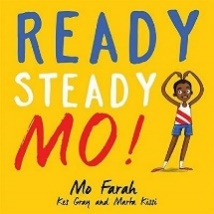 READY
STEADY
MO!
Mo Farah
Kes Gray and Marta Kissi